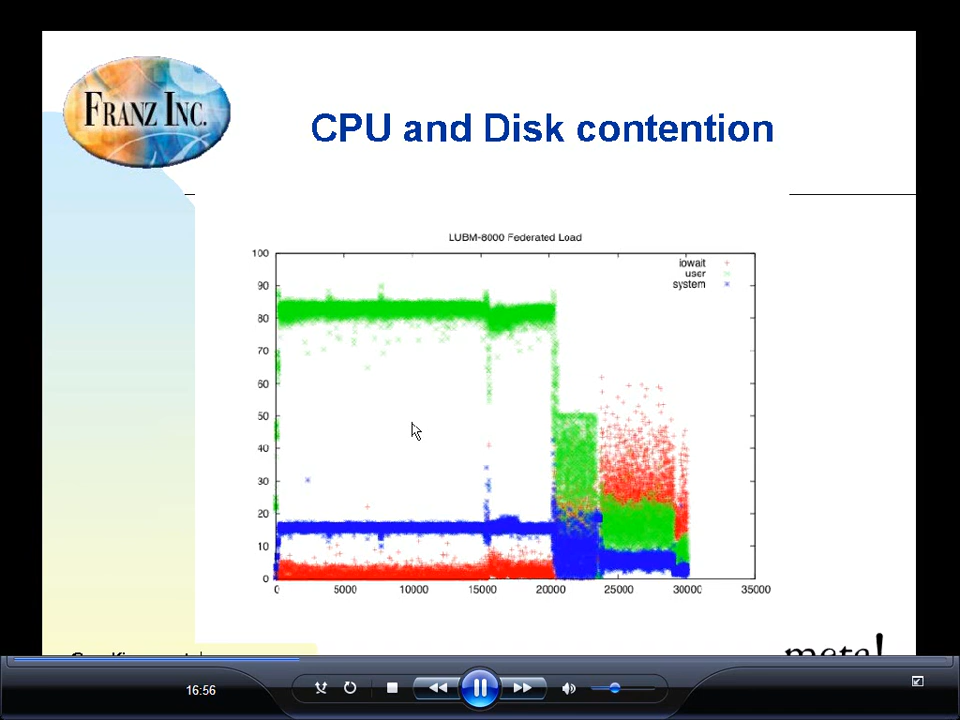 FRANZ INC.
CPU and Disk contention
LUBM-8000 Federated Load
iowait
user
system
100
90
80
70
60
50
40
30
20
10
0
0 5000 10000 15000 20000 25000 30000 35000
16:56